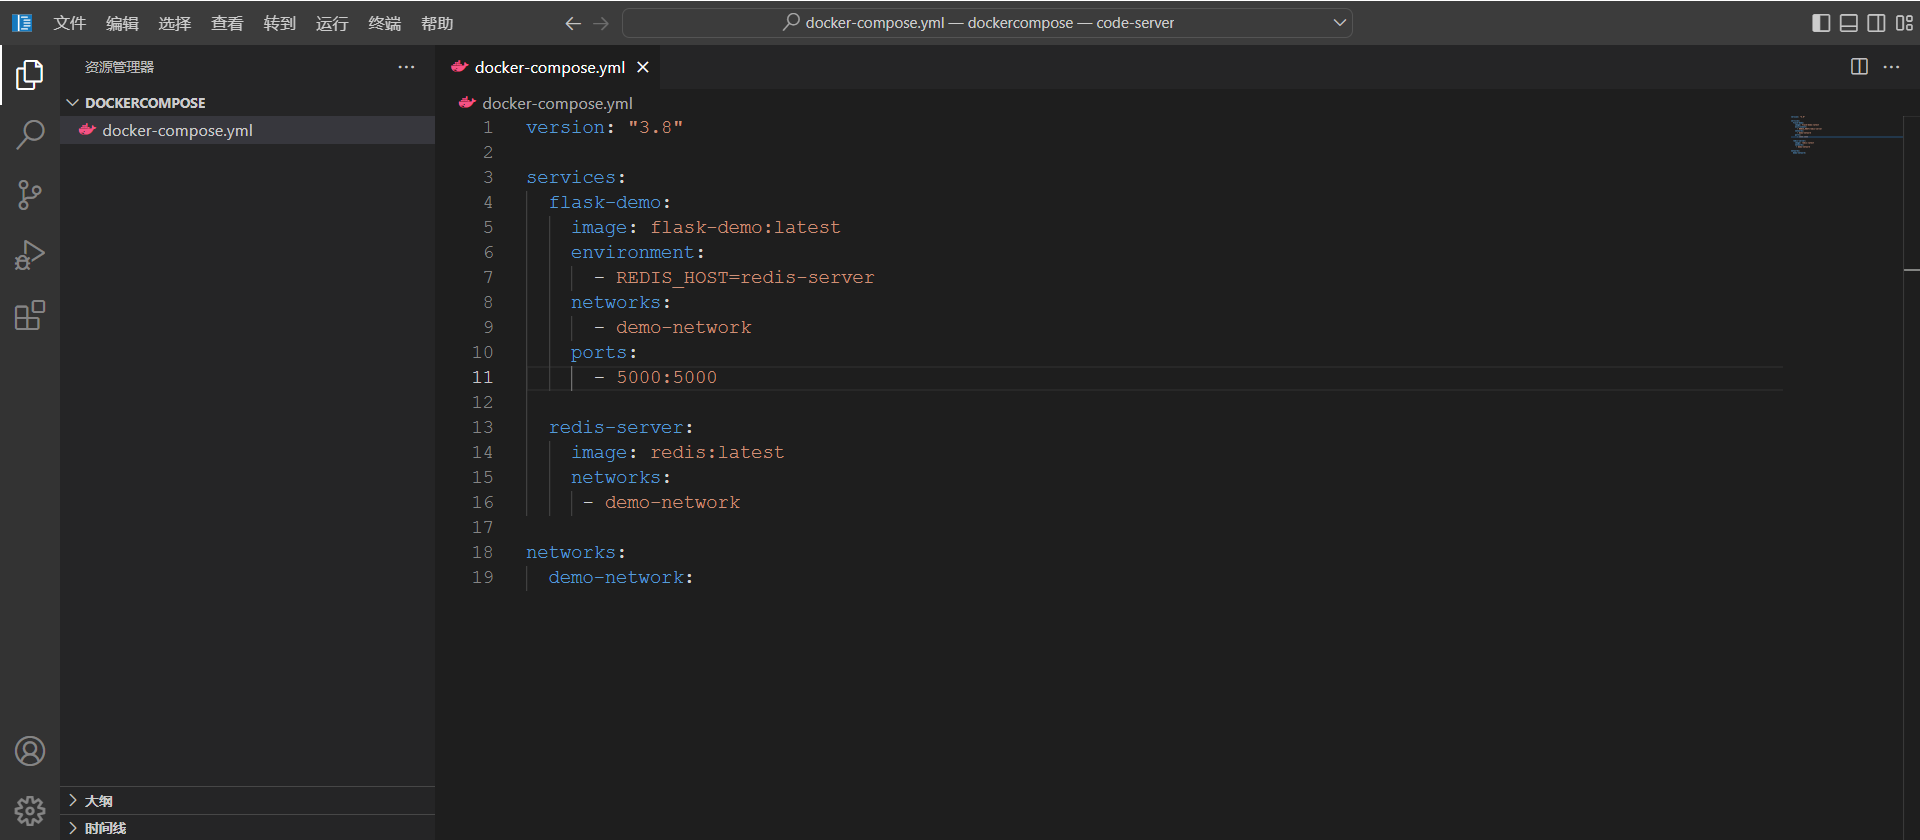 文件 编辑 选择 查看 转到 运行 终端 帮助 docker-compose.yml — dockercompose — code-server
资源管理器
DOCKERCOMPOSE
docker-compose.yml
大纲
时间线
docker-compose.yml
docker-compose.yml
1 version: "3.8"
2
3 services:
4   flask-demo:
5     image: flask-demo:latest
6     environment:
7       - REDIS_HOST=redis-server
8     networks:
9       - demo-network
10     ports:
11       - 5000:5000
12
13   redis-server:
14     image: redis:latest
15     networks:
16      - demo-network
17
18 networks:
19   demo-network: